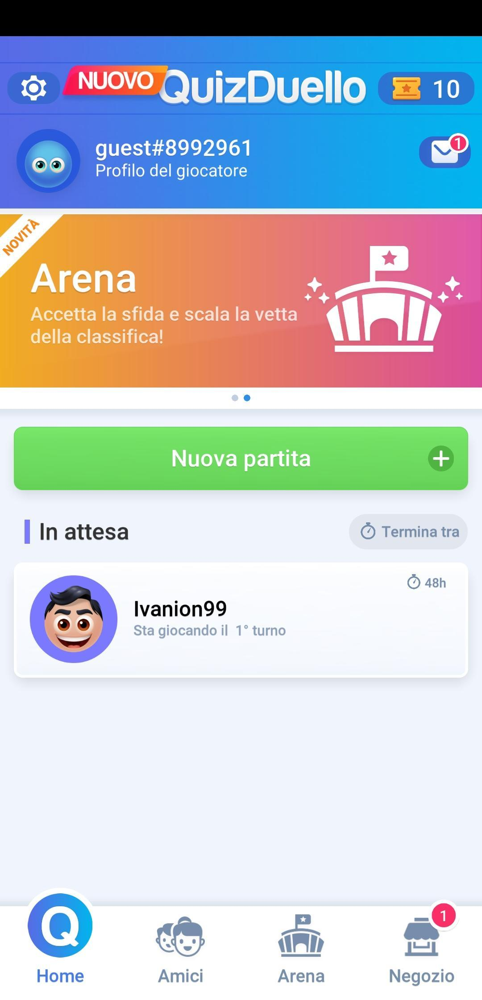 NUOVO
QuizDuello
10
guest#8992961
Profilo del giocatore
1
NOVITÀ
Arena
Accetta la sfida e scala la vetta
della classifica!
Nuova partita
In attesa
Termina tra
48h
Ivanion99
Sta giocando il 1° turno
1
Q
Home
Amici
Arena
Negozio